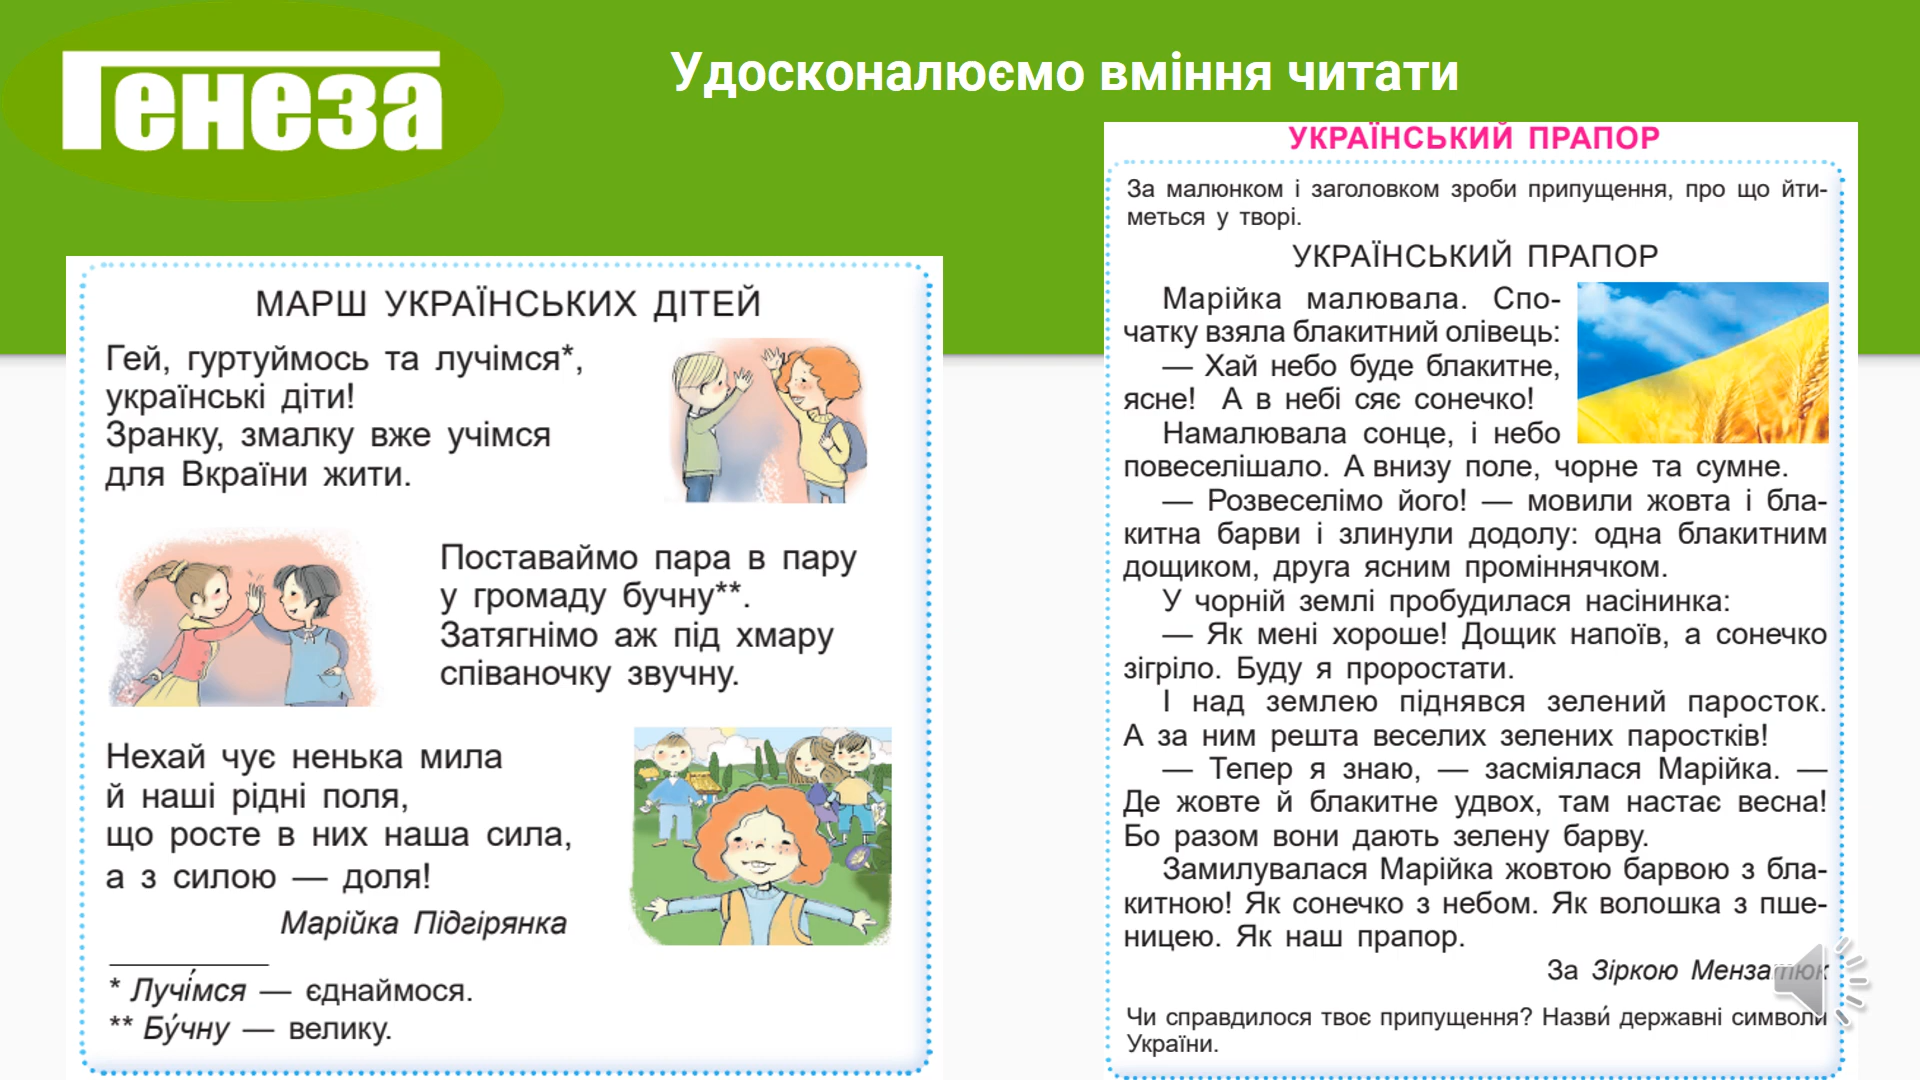 Генеза
Удосконалюємо вміння читати
МАРШ УКРАЇНСЬКИХ ДІТЕЙ
Гей, гуртуймось та лучімся*,
українські діти!
Зранку, змалку вже учімся
для Вкраїни жити.
Поставаймо пара в пару
у громаду бучну**.
Затягнімо аж під хмару
співаночку звучну.
Нехай чує ненька мила
й наші рідні поля,
що росте в них наша сила,
а з силою — доля!
Марійка Підгірянка
* Лучі́мся — єднаймося.
** Бу́чну — велику.
УКРАЇНСЬКИЙ ПРАПОР
За малюнком і заголовком зроби припущення, про що йти-
меться у творі.
УКРАЇНСЬКИЙ ПРАПОР
Марійка малювала. Спо-
чатку взяла блакитний олівець:
— Хай небо буде блакитне,
ясне! А в небі сяє сонечко!
Намалювала сонце, і небо
повеселішало. А внизу поле, чорне та сумне.
— Розвеселімо його! — мовили жовта і бла-
китна барви і злинули додолу: одна блакитним
дощиком, друга ясним проміннячком.
У чорній землі пробудилася насінинка:
— Як мені хороше! Дощик напоїв, а сонечко
зігріло. Буду я проростати.
І над землею піднявся зелений паросток.
А за ним решта веселих зелених паростків!
— Тепер я знаю, — засміялася Марійка. —
Де жовте й блакитне удвох, там настає весна!
Бо разом вони дають зелену барву.
Замилувалася Марійка жовтою барвою з бла-
китною! Як сонечко з небом. Як волошка з пше-
ницею. Як наш прапор.
За Зіркою Мензатюк
Чи справдилося твоє припущення? Назви́ державні символи
України.